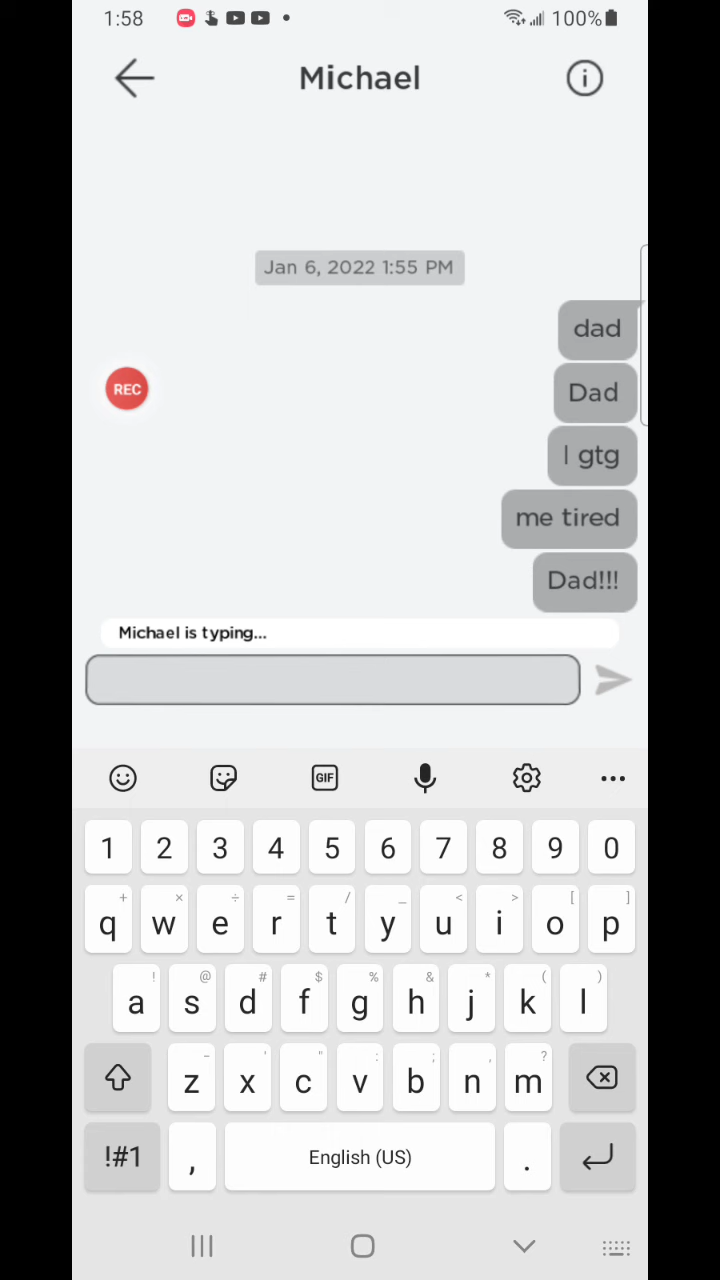 1:58 100%
Michael
Jan 6, 2022 1:55 PM
dad
REC
Dad
I gtg
me tired
Dad!!!
Michael is typing...
GIF
1 2 3 4 5 6 7 8 9 0
+ × ÷ = / _ < > [ ]
q w e r t y u i o p
! @ # $ % & * ( )
a s d f g h j k l
- ' " : ; , ?
z x c v b n m
!#1 , English (US) .